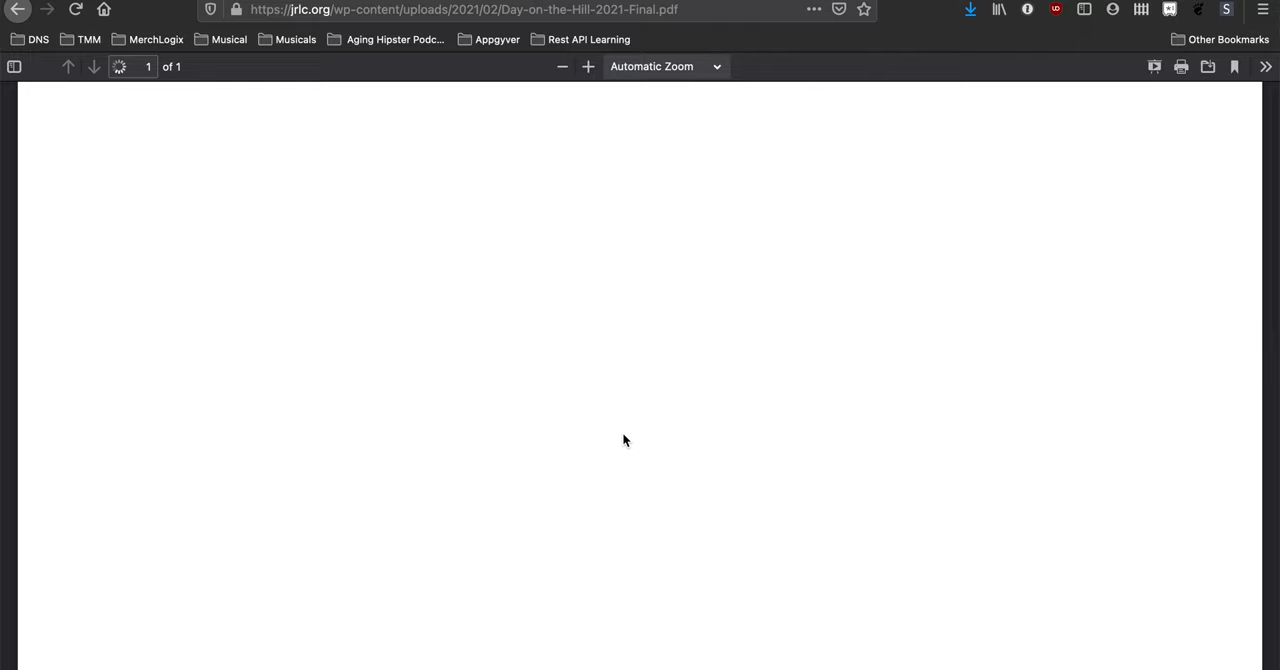 https://jrlc.org/wp-content/uploads/2021/02/Day-on-the-Hill-2021-Final.pdf
DNS TMM MerchLogix Musical Musicals Aging Hipster Podc... Appgyver Rest API Learning Other Bookmarks
1 of 1 Automatic Zoom